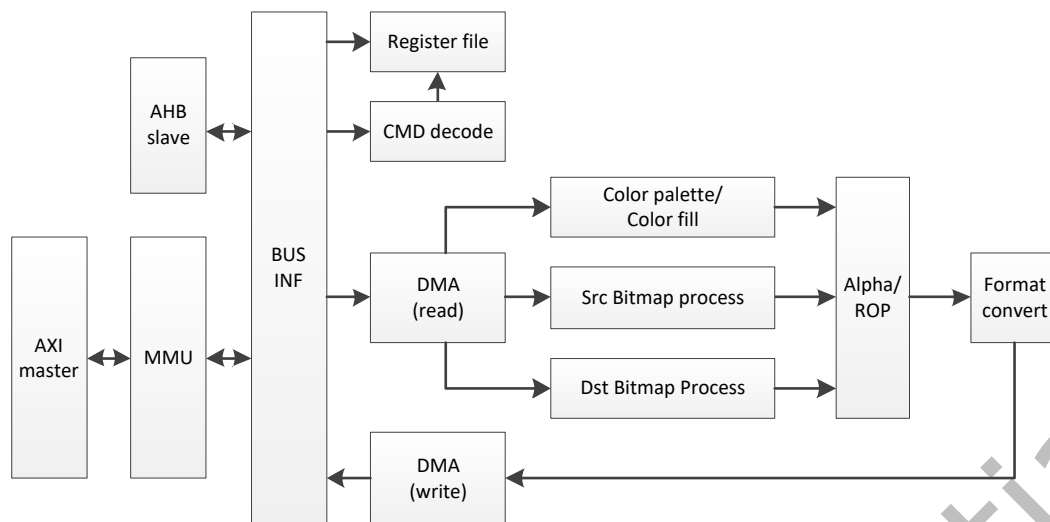 Register file
AHB
slave
CMD decode
Color palette/
Color fill
BUS
INF
DMA
(read)
Src Bitmap process
Alpha/
ROP
Format
convert
AXI
master
MMU
Dst Bitmap Process
DMA
(write)